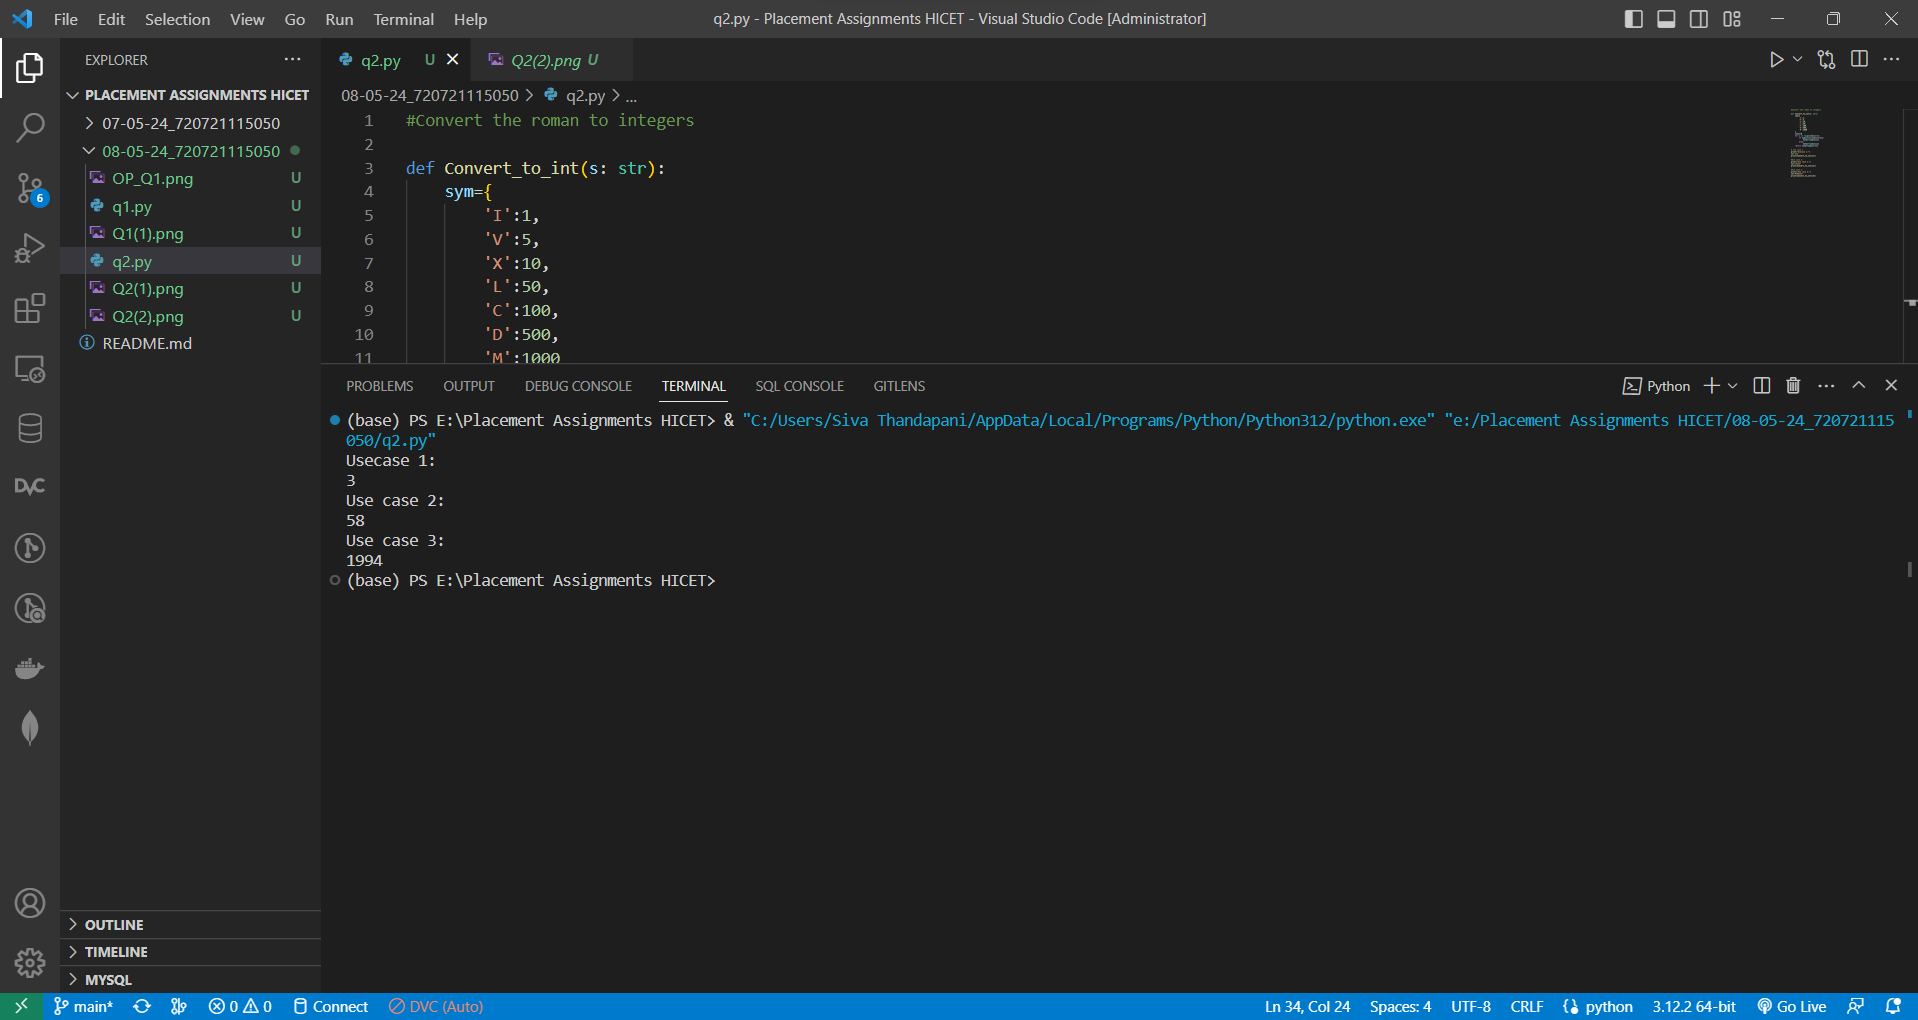 File Edit Selection View Go Run Terminal Help
q2.py - Placement Assignments HICET - Visual Studio Code [Administrator]
EXPLORER
PLACEMENT ASSIGNMENTS HICET
07-05-24_720721115050
08-05-24_720721115050
OP_Q1.png U
q1.py U
Q1(1).png U
q2.py U
Q2(1).png U
Q2(2).png U
README.md
OUTLINE
TIMELINE
MYSQL
6
DVC
q2.py U
Q2(2).png U
08-05-24_720721115050 > q2.py > ...
1 #Convert the roman to integers
2
3 def Convert_to_int(s: str):
4 sym={
5 'I':1,
6 'V':5,
7 'X':10,
8 'L':50,
9 'C':100,
10 'D':500,
11 'M':1000
PROBLEMS OUTPUT DEBUG CONSOLE TERMINAL SQL CONSOLE GITLENS
Python
(base) PS E:\Placement Assignments HICET> & "C:/Users/Siva Thandapani/AppData/Local/Programs/Python/Python312/python.exe" "e:/Placement Assignments HICET/08-05-24_720721115
050/q2.py"
Usecase 1:
3
Use case 2:
58
Use case 3:
1994
(base) PS E:\Placement Assignments HICET>
main* 0 0 Connect DVC (Auto)
Ln 34, Col 24 Spaces: 4 UTF-8 CRLF python 3.12.2 64-bit Go Live